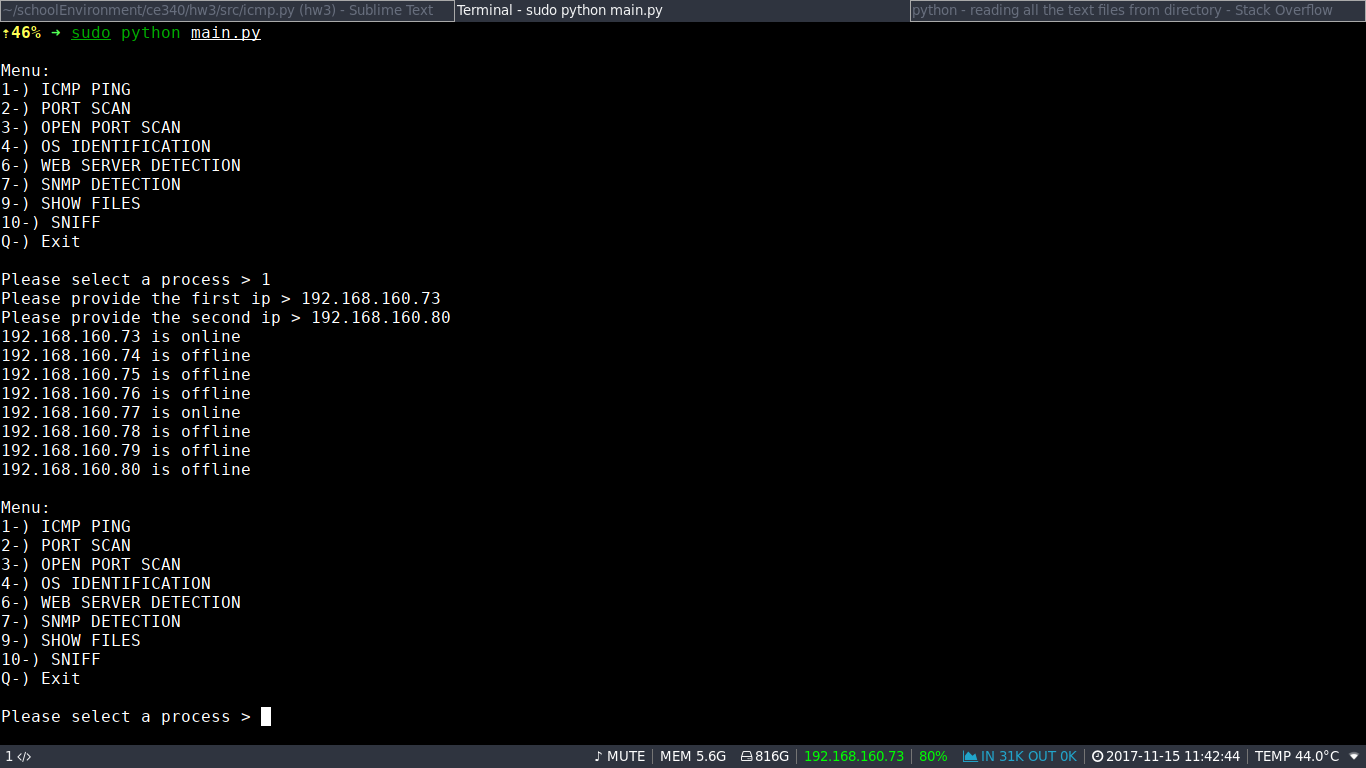 ~/schoolEnvironment/ce340/hw3/src/icmp.py (hw3) - Sublime Text
Terminal - sudo python main.py
python - reading all the text files from directory - Stack Overflow
⇡46% ➜ sudo python main.py
Menu:
1-) ICMP PING
2-) PORT SCAN
3-) OPEN PORT SCAN
4-) OS IDENTIFICATION
6-) WEB SERVER DETECTION
7-) SNMP DETECTION
9-) SHOW FILES
10-) SNIFF
Q-) Exit
Please select a process > 1
Please provide the first ip > 192.168.160.73
Please provide the second ip > 192.168.160.80
192.168.160.73 is online
192.168.160.74 is offline
192.168.160.75 is offline
192.168.160.76 is offline
192.168.160.77 is online
192.168.160.78 is offline
192.168.160.79 is offline
192.168.160.80 is offline
Menu:
1-) ICMP PING
2-) PORT SCAN
3-) OPEN PORT SCAN
4-) OS IDENTIFICATION
6-) WEB SERVER DETECTION
7-) SNMP DETECTION
9-) SHOW FILES
10-) SNIFF
Q-) Exit
Please select a process >
1 </> ♪ MUTE | MEM 5.6G | 816G | 192.168.160.73 | 80% IN 31K OUT 0K | 2017-11-15 11:42:44 | TEMP 44.0°C